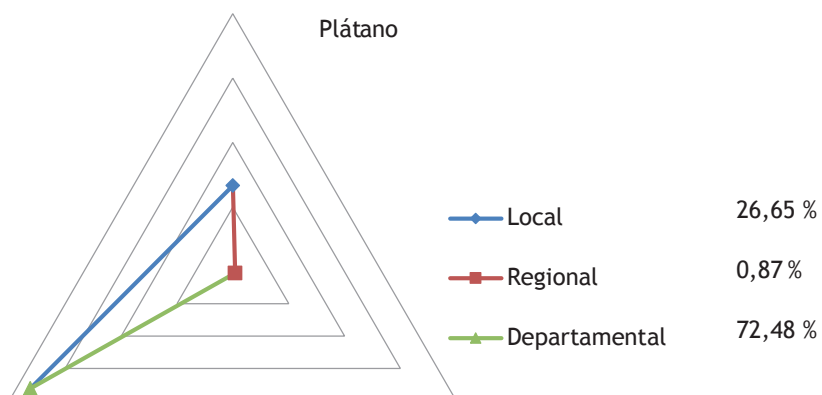 Plátano
Local 26,65 %
Regional 0,87 %
Departamental 72,48 %